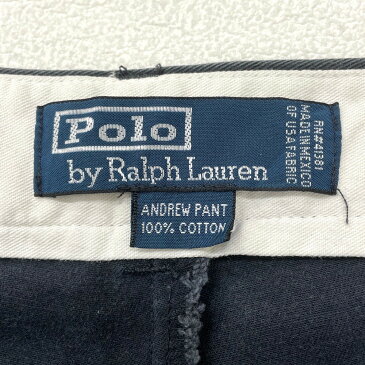 Polo
by Ralph Lauren
RN#41381
MADE IN MEXICO
OF USA FABRIC
ANDREW PANT
100% COTTON